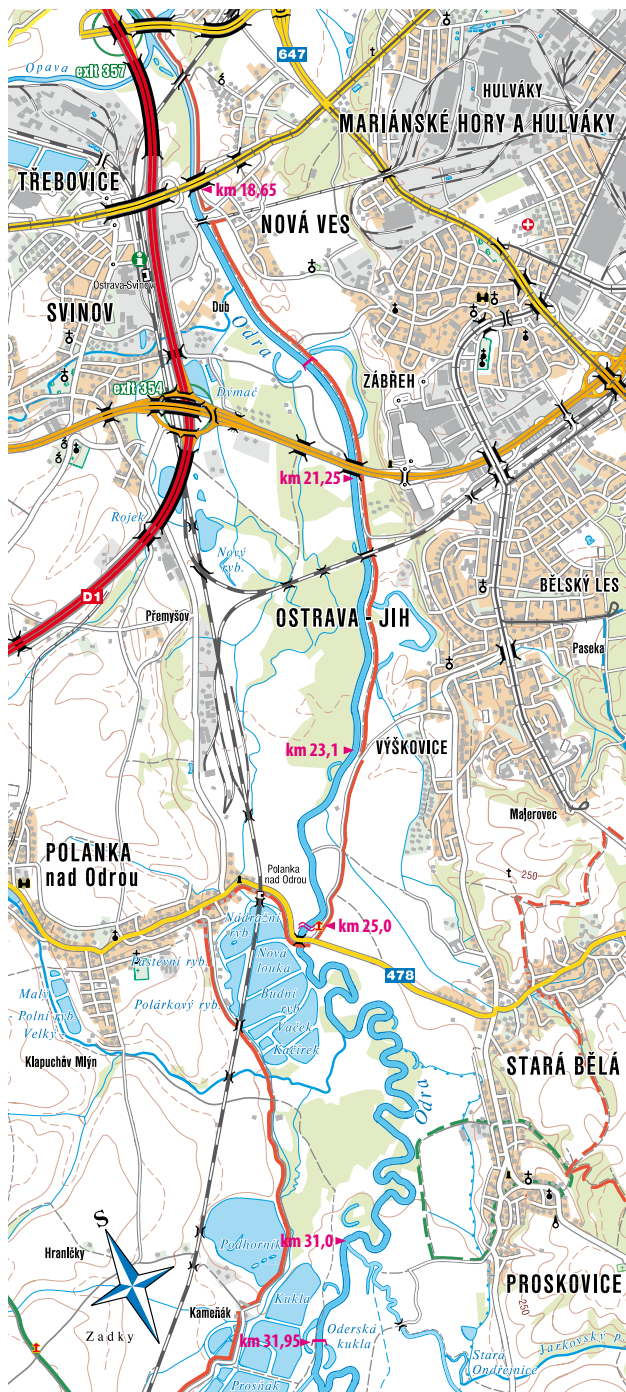 exit 357
647
Opava
HULVÁKY
MARIÁNSKÉ HORY A HULVÁKY
TŘEBOVICE
km 18,65
NOVÁ VES
Ostrava-Svinov
SVINOV
Dub
Odra
ZÁBŘEH
exit 354
Dýmač
km 21,25
Rojek
Nový
ryb.
D1
BĚLSKÝ LES
Přemyšov
OSTRAVA - JIH
Paseka
km 23,1
VÝŠKOVICE
Majerovec
POLANKA
nad Odrou
Polanka
nad Odrou
250
km 25,0
Nádražní
ryb.
Nová
louka
Pastevní ryb.
478
Malý
Polní ryb.
Velký
Polárkový ryb.
Budní
ryb.
Vaček
Kačírek
Klapuchův Mlýn
STARÁ BĚLÁ
Odra
S
Podhorník
km 31,0
Hraničky
Kukla
PROSKOVICE
250
Kameňák
Zadky
km 31,95
Oderská
kukla
Stará
Ondřejnice
Jarkovský p.
Prosňák